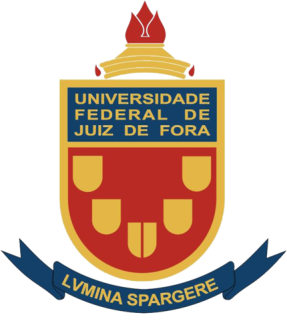 UNIVERSIDADE
FEDERAL DE
JUIZ DE FORA
LVMINA SPARGERE